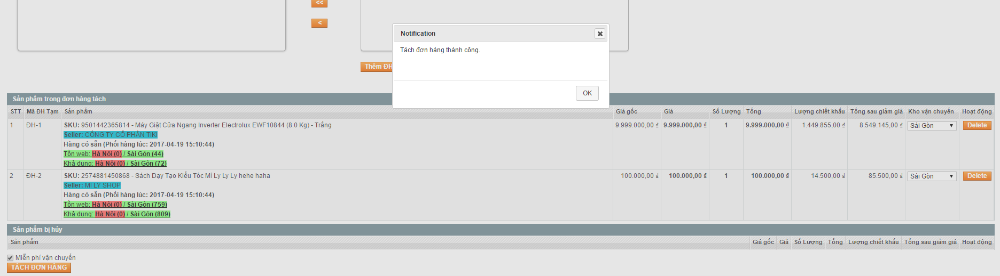 <<
<
Notification
Tách đơn hàng thành công.
OK
Thêm ĐH
Sản phẩm trong đơn hàng tách
STT Mã ĐH Tạm Sản phẩm Giá gốc Giá Số Lượng Tổng Lượng chiết khấu Tổng sau giảm giá Kho vận chuyển Hoạt động
1 ĐH-1 SKU: 9501442365814 - Máy Giặt Cửa Ngang Inverter Electrolux EWF10844 (8.0 Kg) - Trắng 9.999.000,00 ₫ 9.999.000,00 ₫ 1 9.999.000,00 ₫ 1.449.855,00 ₫ 8.549.145,00 ₫ Sài Gòn Delete
Seller: CÔNG TY CỔ PHẦN TIKI
Hàng có sẵn (Phối hàng lúc: 2017-04-19 15:10:44)
Tồn web: Hà Nội (0) / Sài Gòn (44)
Khả dụng: Hà Nội (0) / Sài Gòn (72)
2 ĐH-2 SKU: 2574881450868 - Sách Dạy Tạo Kiểu Tóc Mỉ Ly Ly Ly hehe haha 100.000,00 ₫ 100.000,00 ₫ 1 100.000,00 ₫ 14.500,00 ₫ 85.500,00 ₫ Sài Gòn Delete
Seller: MI LY SHOP
Hàng có sẵn (Phối hàng lúc: 2017-04-19 15:10:44)
Tồn web: Hà Nội (0) / Sài Gòn (759)
Khả dụng: Hà Nội (0) / Sài Gòn (809)
Sản phẩm bị hủy
Sản phẩm Giá gốc Giá Số Lượng Tổng Lượng chiết khấu Tổng sau giảm giá Hoạt động
Miễn phí vận chuyển
TÁCH ĐƠN HÀNG